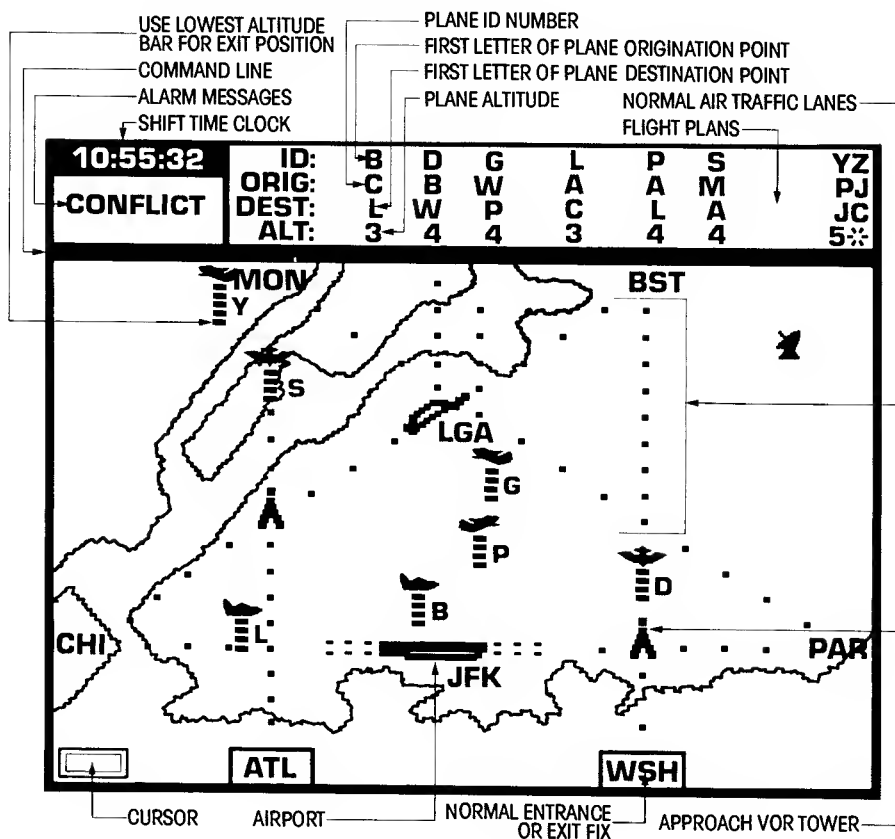 USE LOWEST ALTITUDE
BAR FOR EXIT POSITION
COMMAND LINE
ALARM MESSAGES
SHIFT TIME CLOCK
PLANE ID NUMBER
FIRST LETTER OF PLANE ORIGINATION POINT
FIRST LETTER OF PLANE DESTINATION POINT
PLANE ALTITUDE
NORMAL AIR TRAFFIC LANES
FLIGHT PLANS
10:55:32
CONFLICT
ID: B D G L P S YZ
ORIG: C B W A A M PJ
DEST: L W P C L A JC
ALT: 3 4 4 3 4 4 5
MON
Y
BST
S
LGA
G
P
D
B
L
CHI
PAR
JFK
ATL
WSH
CURSOR
AIRPORT
NORMAL ENTRANCE
OR EXIT FIX
APPROACH VOR TOWER